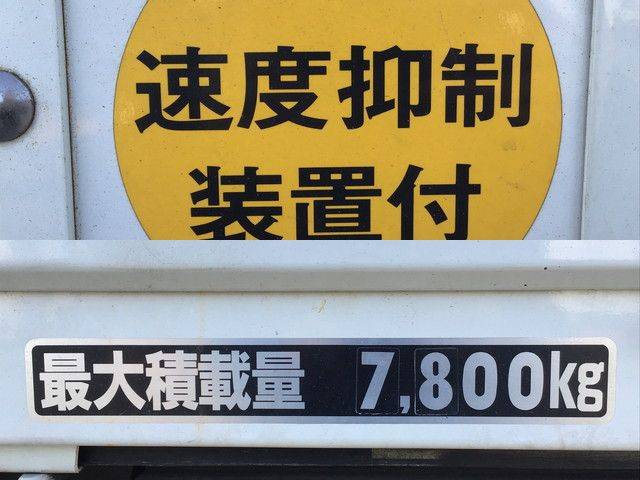 速度抑制
装置付
最大積載量 7,800kg